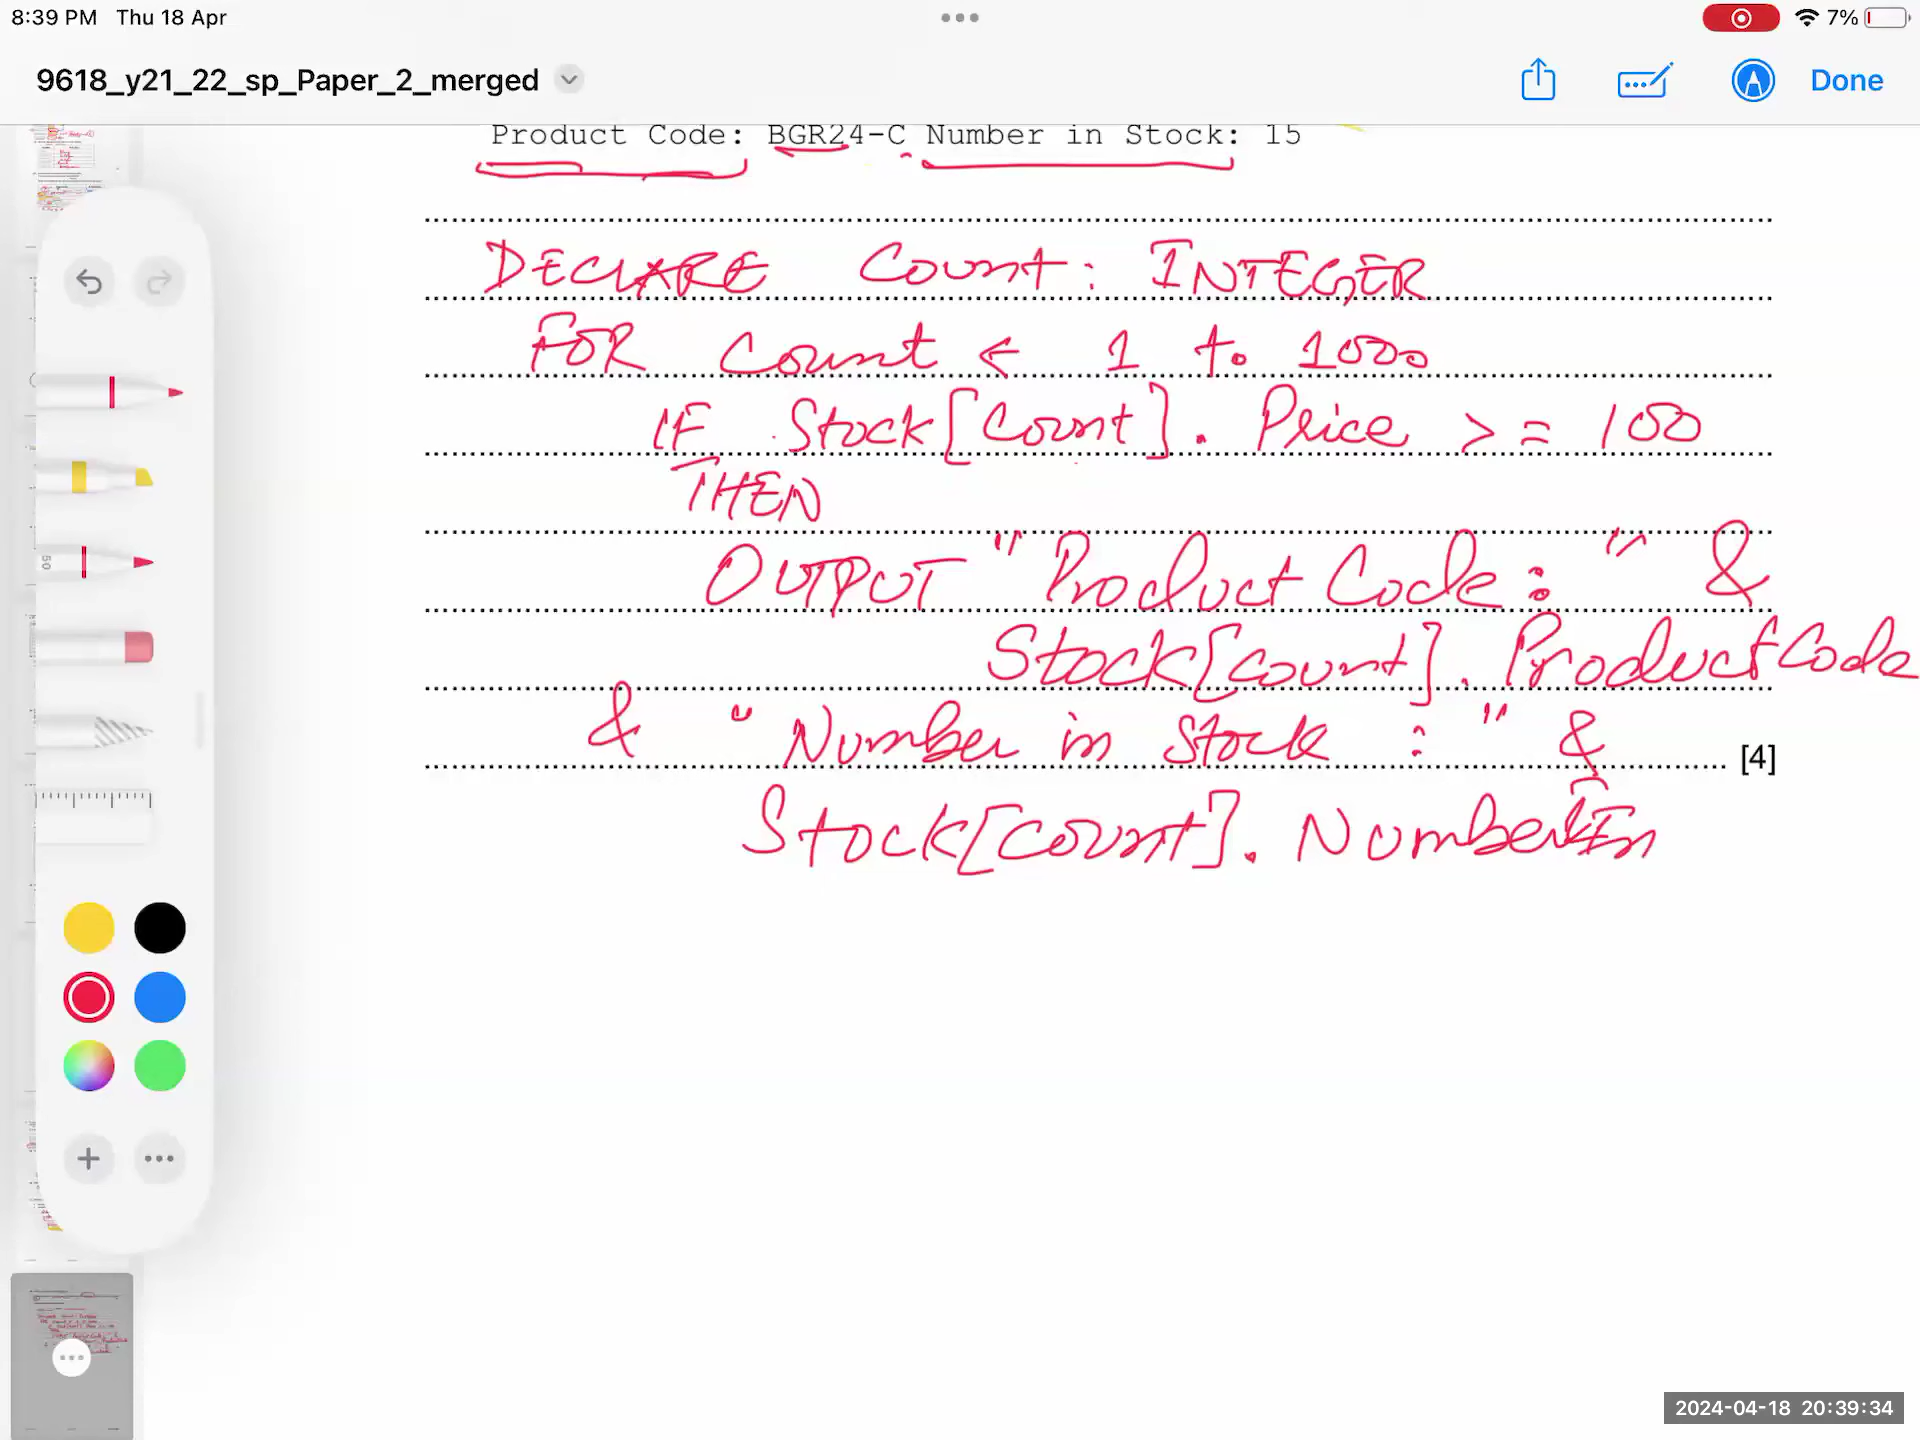 8:39 PM Thu 18 Apr
7%
9618_y21_22_sp_Paper_2_merged
Done
Product Code: BGR24-C Number in Stock: 15
DECLARE Count : INTEGER
FOR Count ← 1 to 1000
IF Stock[Count]. Price >= 100
THEN
OUTPUT "Product Code : " &
Stock[count]. ProductCode
& "Number in Stock : " &
[4]
Stock[count]. NumberIn
50
2024-04-18 20:39:34